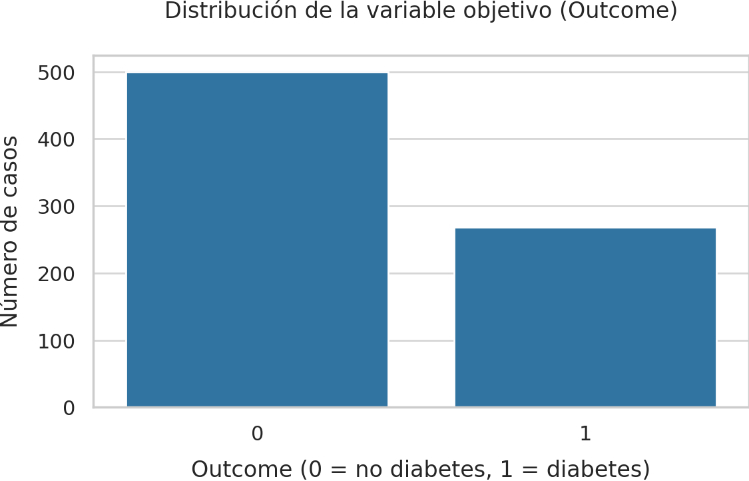 Distribución de la variable objetivo (Outcome)
Número de casos
500
400
300
200
100
0
0 1
Outcome (0 = no diabetes, 1 = diabetes)